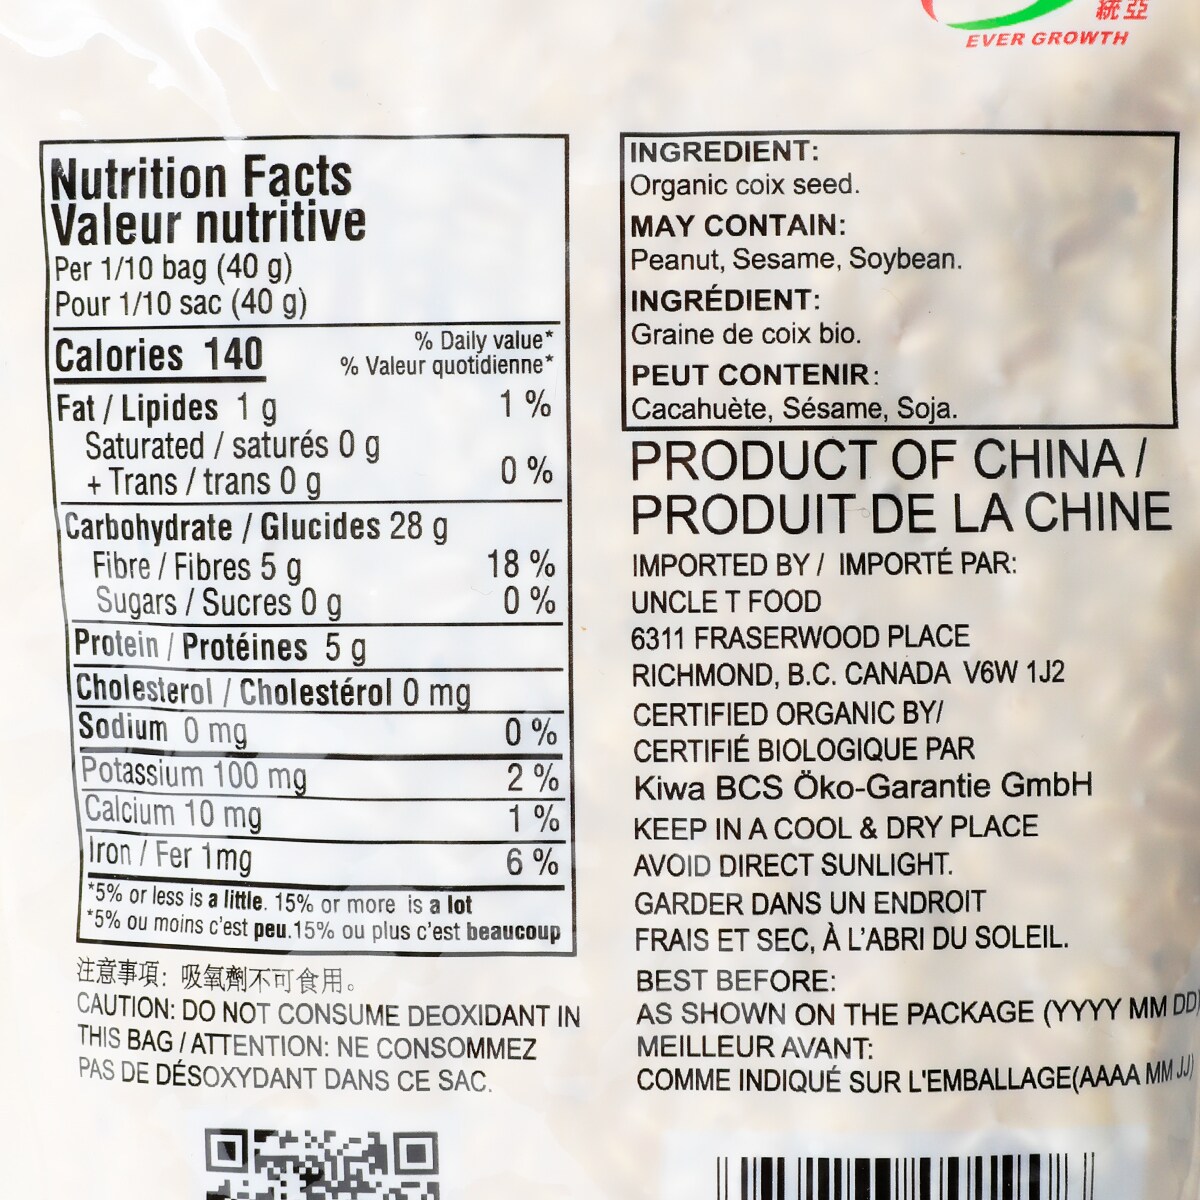 統亞
EVER GROWTH
Nutrition Facts
Valeur nutritive
Per 1/10 bag (40 g)
Pour 1/10 sac (40 g)
Calories 140
% Daily value*
% Valeur quotidienne*
Fat / Lipides 1 g 1 %
Saturated / saturés 0 g
+ Trans / trans 0 g 0 %
Carbohydrate / Glucides 28 g
Fibre / Fibres 5 g 18 %
Sugars / Sucres 0 g 0 %
Protein / Protéines 5 g
Cholesterol / Cholestérol 0 mg
Sodium 0 mg 0 %
Potassium 100 mg 2 %
Calcium 10 mg 1 %
Iron / Fer 1mg 6 %
*5% or less is a little. 15% or more is a lot
*5% ou moins c'est peu.15% ou plus c'est beaucoup
注意事項: 吸氧劑不可食用。
CAUTION: DO NOT CONSUME DEOXIDANT IN
THIS BAG / ATTENTION: NE CONSOMMEZ
PAS DE DÉSOXYDANT DANS CE SAC.
INGREDIENT:
Organic coix seed.
MAY CONTAIN:
Peanut, Sesame, Soybean.
INGRÉDIENT:
Graine de coix bio.
PEUT CONTENIR:
Cacahuète, Sésame, Soja.
PRODUCT OF CHINA /
PRODUIT DE LA CHINE
IMPORTED BY / IMPORTÉ PAR:
UNCLE T FOOD
6311 FRASERWOOD PLACE
RICHMOND, B.C. CANADA V6W 1J2
CERTIFIED ORGANIC BY/
CERTIFIÉ BIOLOGIQUE PAR
Kiwa BCS Öko-Garantie GmbH
KEEP IN A COOL & DRY PLACE
AVOID DIRECT SUNLIGHT.
GARDER DANS UN ENDROIT
FRAIS ET SEC, À L'ABRI DU SOLEIL.
BEST BEFORE:
AS SHOWN ON THE PACKAGE (YYYY MM DD)
MEILLEUR AVANT:
COMME INDIQUÉ SUR L'EMBALLAGE(AAAA MM JJ)